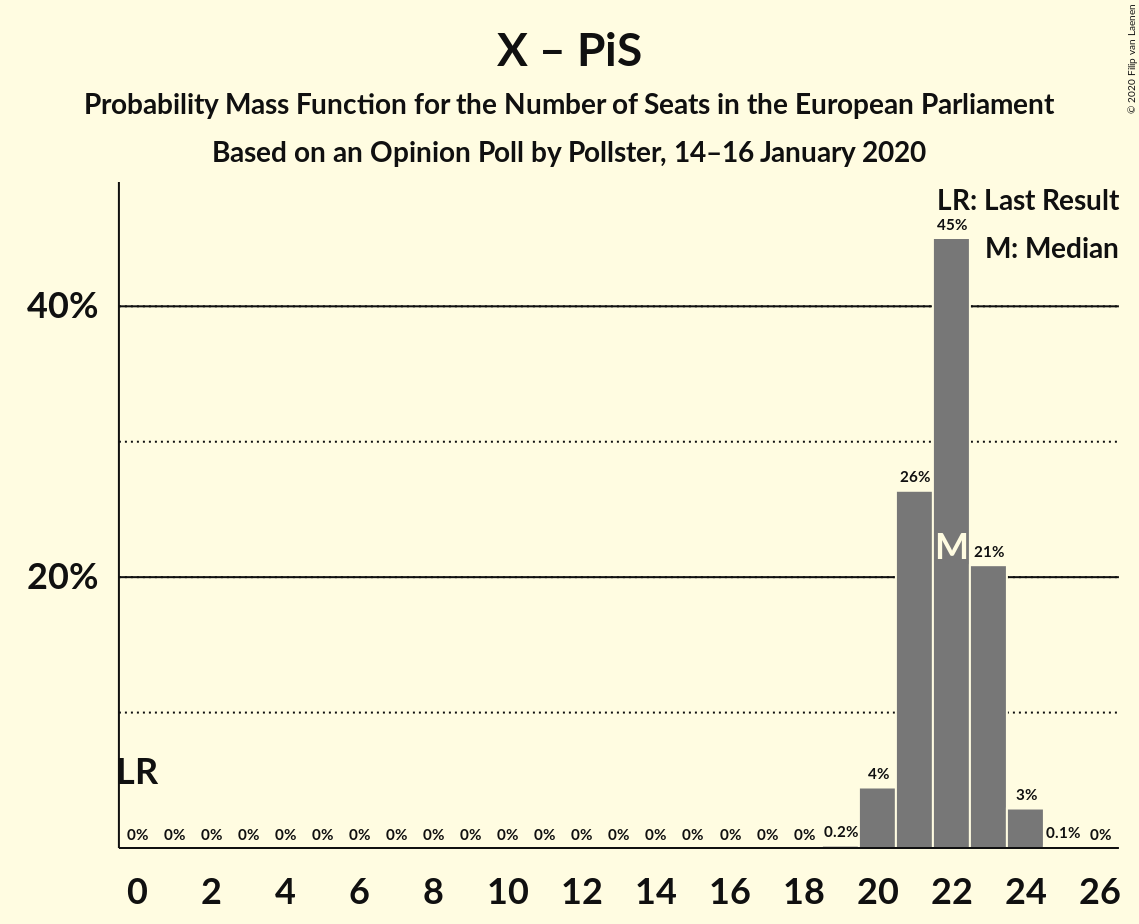 X – PiS
Probability Mass Function for the Number of Seats in the European Parliament
Based on an Opinion Poll by Pollster, 14–16 January 2020
© 2020 Filip van Laenen
LR: Last Result
M: Median
45%
40%
26%
M
21%
20%
LR
4%
3%
0% 0% 0% 0% 0% 0% 0% 0% 0% 0% 0% 0% 0% 0% 0% 0% 0% 0% 0% 0.2% 0.1% 0%
0 2 4 6 8 10 12 14 16 18 20 22 24 26